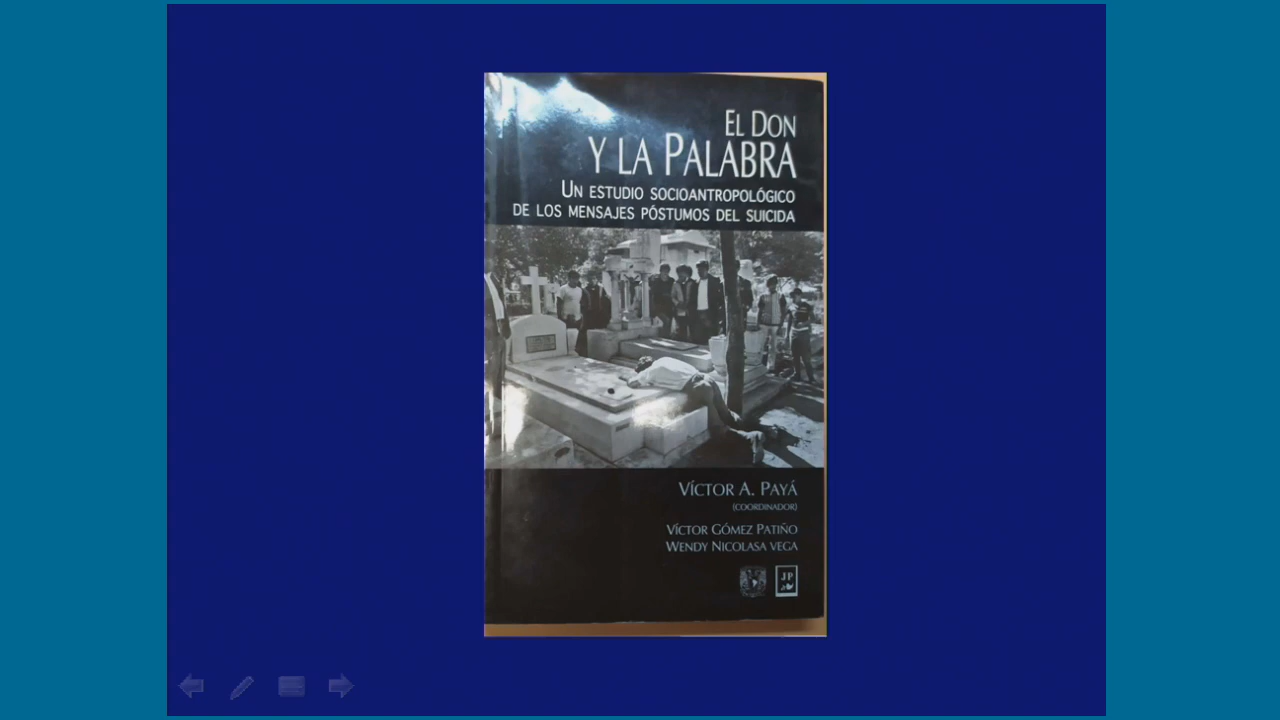 EL DON
Y LA PALABRA
UN ESTUDIO SOCIOANTROPOLÓGICO
DE LOS MENSAJES PÓSTUMOS DEL SUICIDA
VÍCTOR A. PAYÁ
(COORDINADOR)
VÍCTOR GÓMEZ PATIÑO
WENDY NICOLASA VEGA
JP